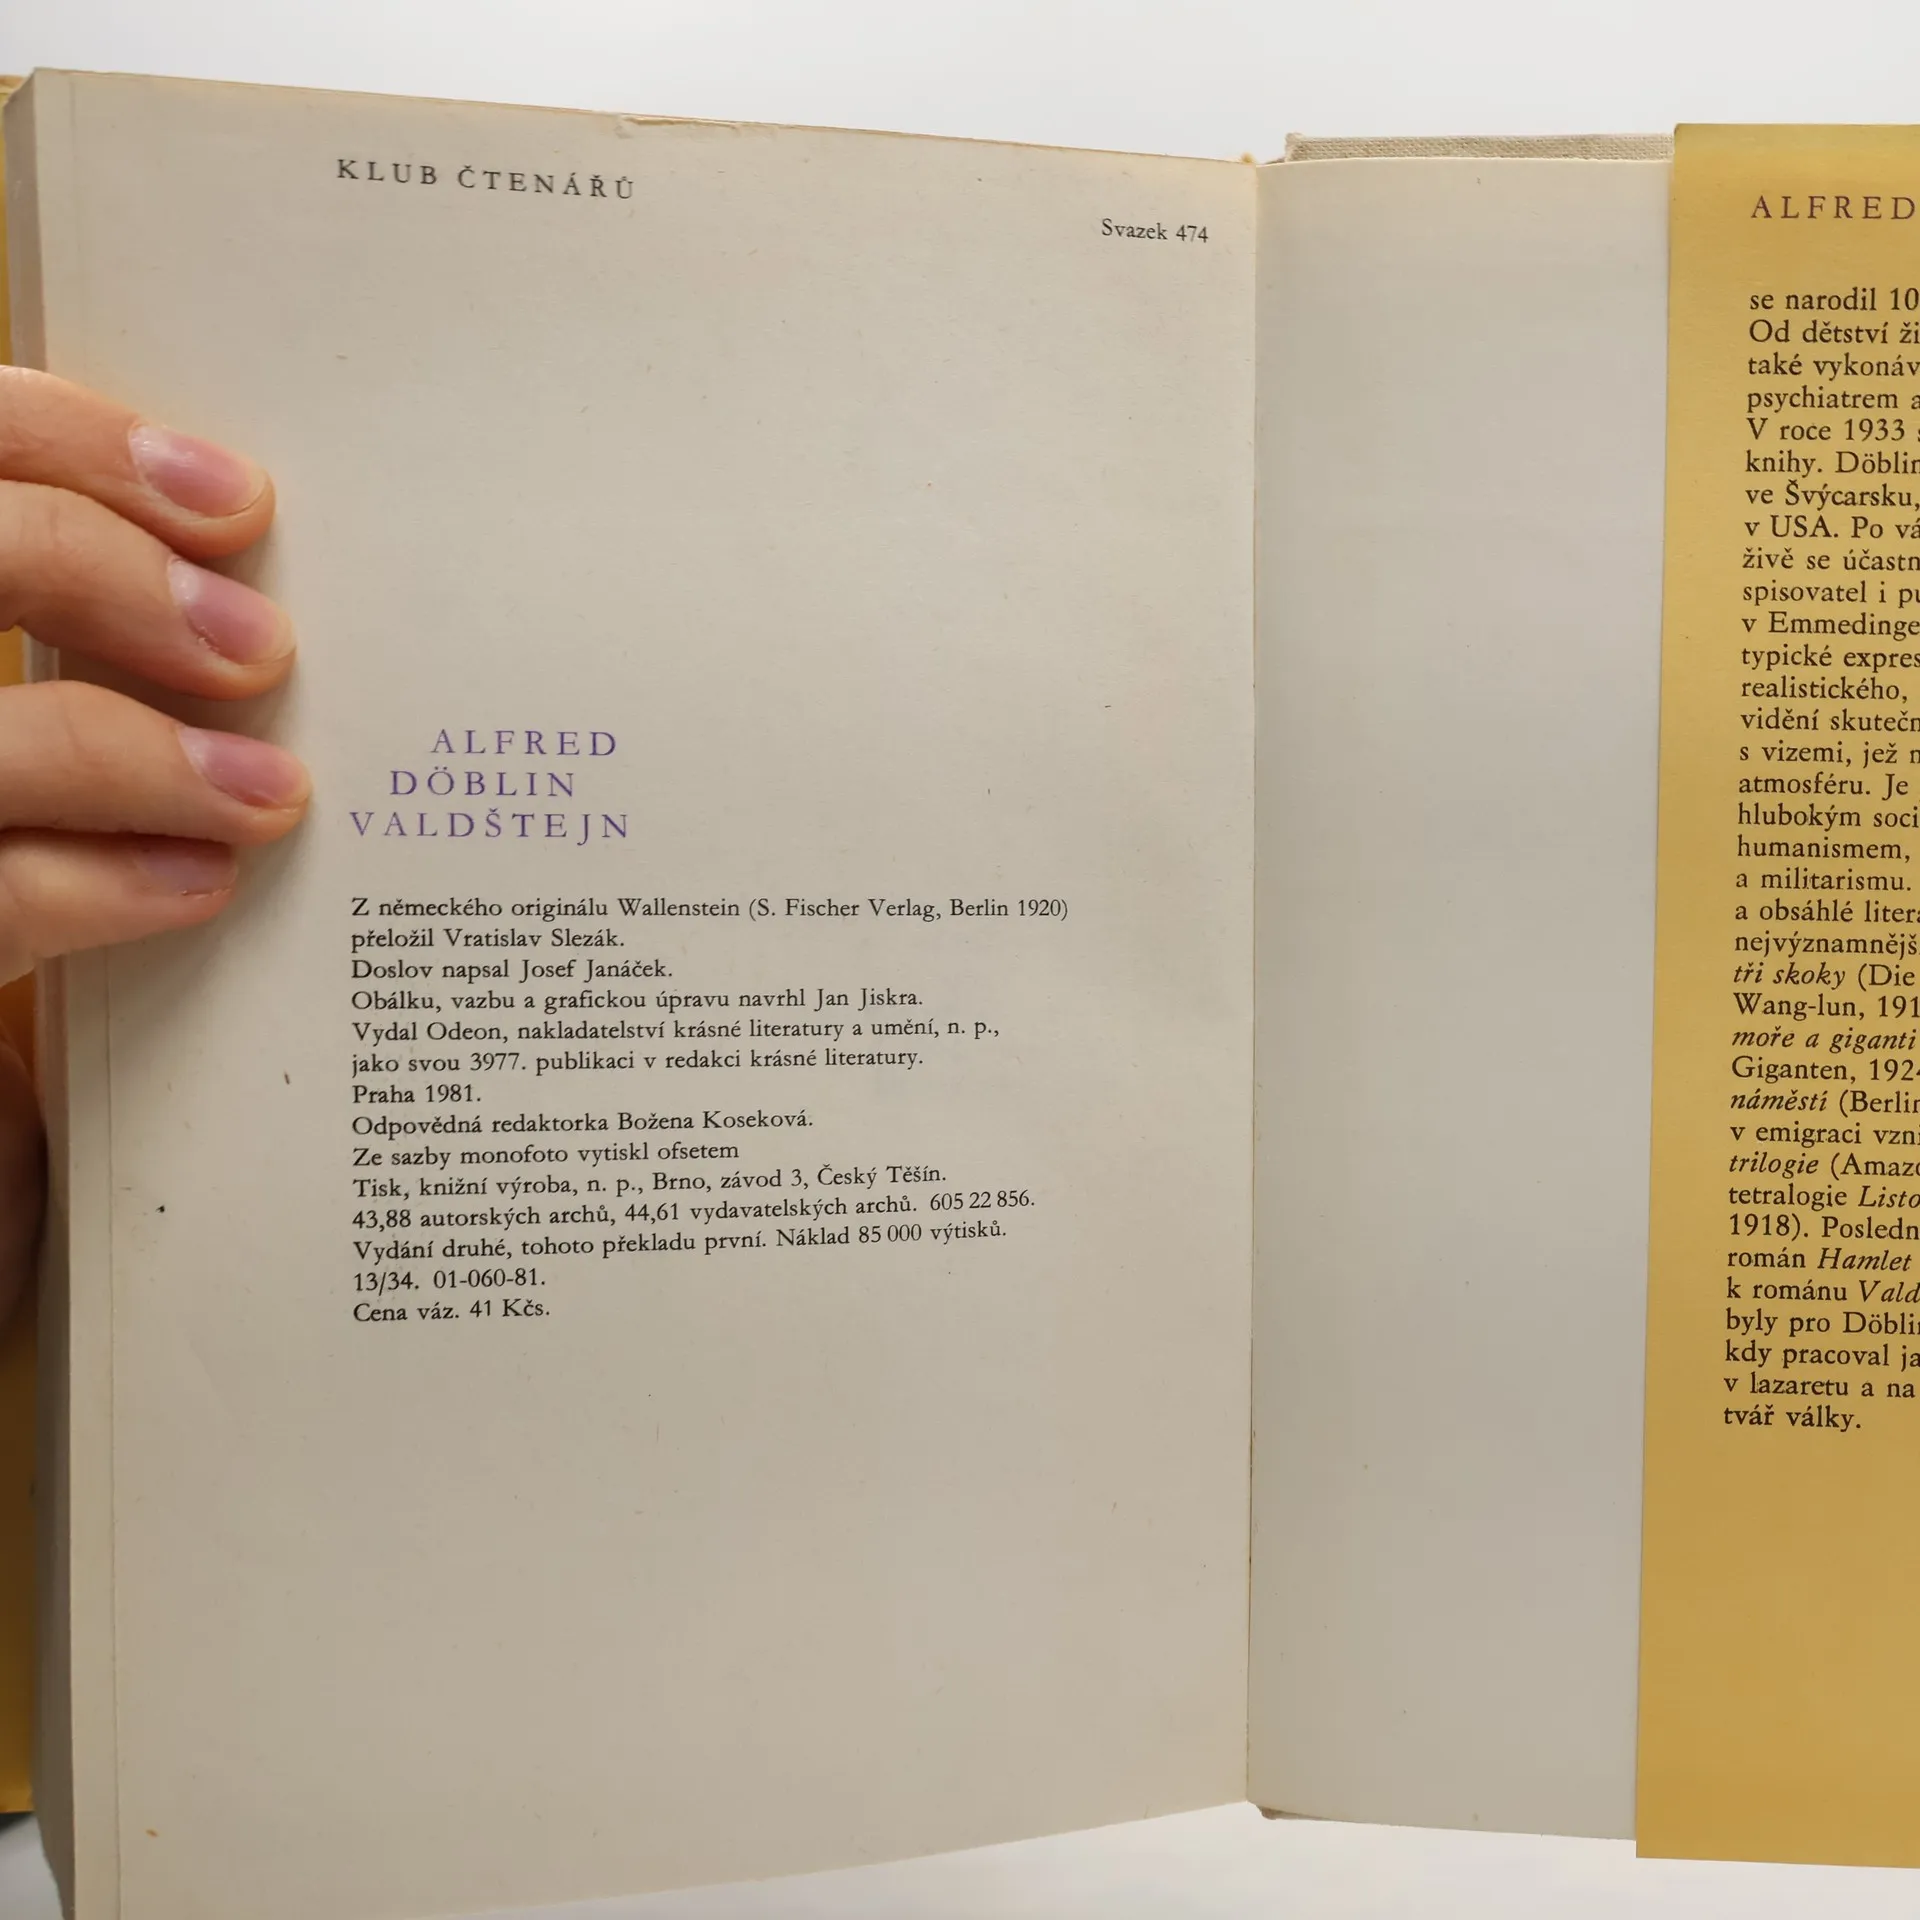 KLUB ČTENÁŘŮ
Svazek 474
ALFRED
DÖBLIN
VALDŠTEJN
Z německého originálu Wallenstein (S. Fischer Verlag, Berlin 1920)
přeložil Vratislav Slezák.
Doslov napsal Josef Janáček.
Obálku, vazbu a grafickou úpravu navrhl Jan Jiskra.
Vydal Odeon, nakladatelství krásné literatury a umění, n. p.,
jako svou 3977. publikaci v redakci krásné literatury.
Praha 1981.
Odpovědná redaktorka Božena Koseková.
Ze sazby monofoto vytiskl ofsetem
Tisk, knižní výroba, n. p., Brno, závod 3, Český Těšín.
43,88 autorských archů, 44,61 vydavatelských archů. 605 22 856.
Vydání druhé, tohoto překladu první. Náklad 85 000 výtisků.
13/34. 01-060-81.
Cena váz. 41 Kčs.
ALFRED
se narodil 10
Od dětství
také
psychiatrem
V roce 1933
knihy.
ve Švýcarsku,
v USA. Po
živě se
spisovatel i
v
typické
realistického,
vidění
s vizemi, jež
atmosféru. Je
hlubokým
humanismem,
a militarismu.
a obsáhlé
tři skoky (Die
Wang-lun,
moře a giganti
Giganten,
náměstí (Berlin
v emigraci
trilogie
tetralogie
1918).
román Hamlet
k románu
byly pro
kdy pracoval
v lazaretu a na
tvář války.